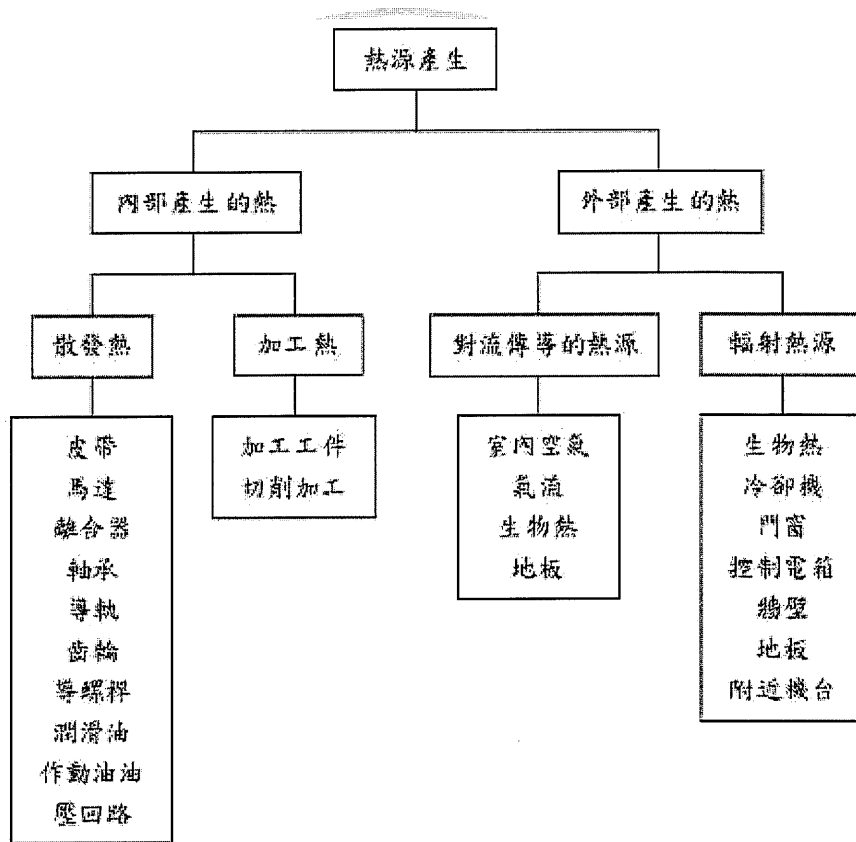 熱源產生
內部產生的熱
外部產生的熱
散發熱
加工熱
對流傳導的熱源
輻射熱源
皮帶
馬達
離合器
軸承
導軌
齒輪
導螺桿
潤滑油
作動油油
壓回路
加工工件
切削加工
室內空氣
氣流
生物熱
地板
生物熱
冷卻機
門窗
控制電箱
牆壁
地板
附近機台